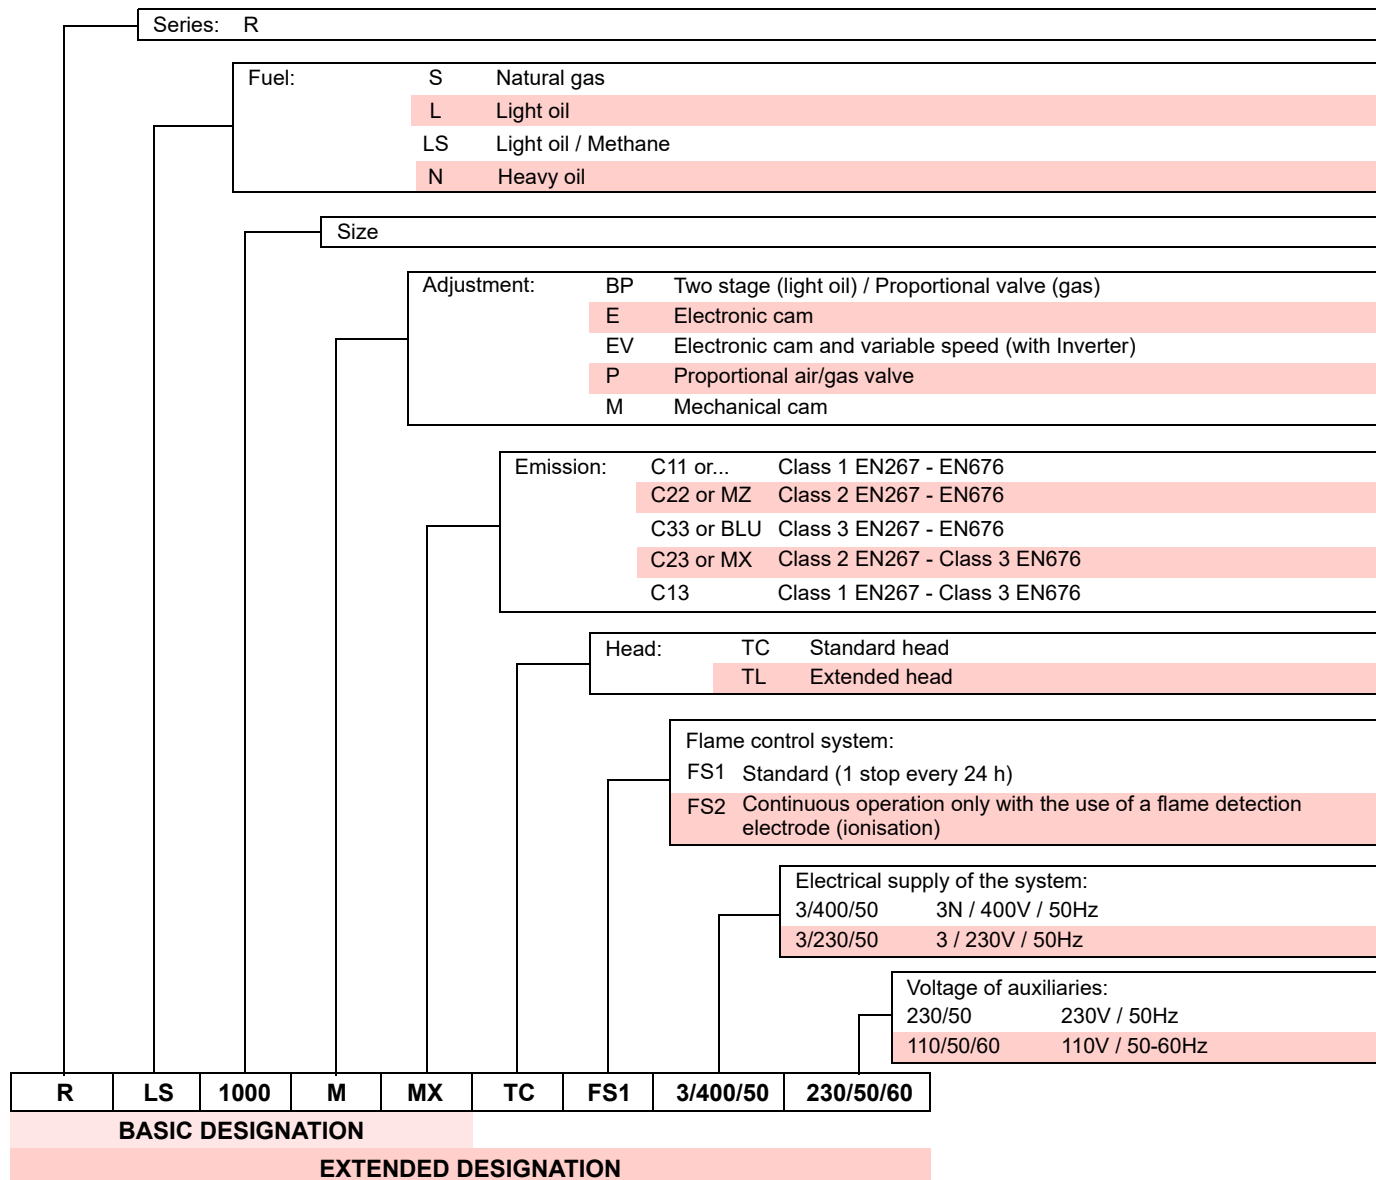 Series: R
Fuel: S Natural gas
L Light oil
LS Light oil / Methane
N Heavy oil
Size
Adjustment: BP Two stage (light oil) / Proportional valve (gas)
E Electronic cam
EV Electronic cam and variable speed (with Inverter)
P Proportional air/gas valve
M Mechanical cam
Emission: C11 or... Class 1 EN267 - EN676
C22 or MZ Class 2 EN267 - EN676
C33 or BLU Class 3 EN267 - EN676
C23 or MX Class 2 EN267 - Class 3 EN676
C13 Class 1 EN267 - Class 3 EN676
Head: TC Standard head
TL Extended head
Flame control system:
FS1 Standard (1 stop every 24 h)
FS2 Continuous operation only with the use of a flame detection
electrode (ionisation)
Electrical supply of the system:
3/400/50 3N / 400V / 50Hz
3/230/50 3 / 230V / 50Hz
Voltage of auxiliaries:
230/50 230V / 50Hz
110/50/60 110V / 50-60Hz
R LS 1000 M MX TC FS1 3/400/50 230/50/60
BASIC DESIGNATION
EXTENDED DESIGNATION